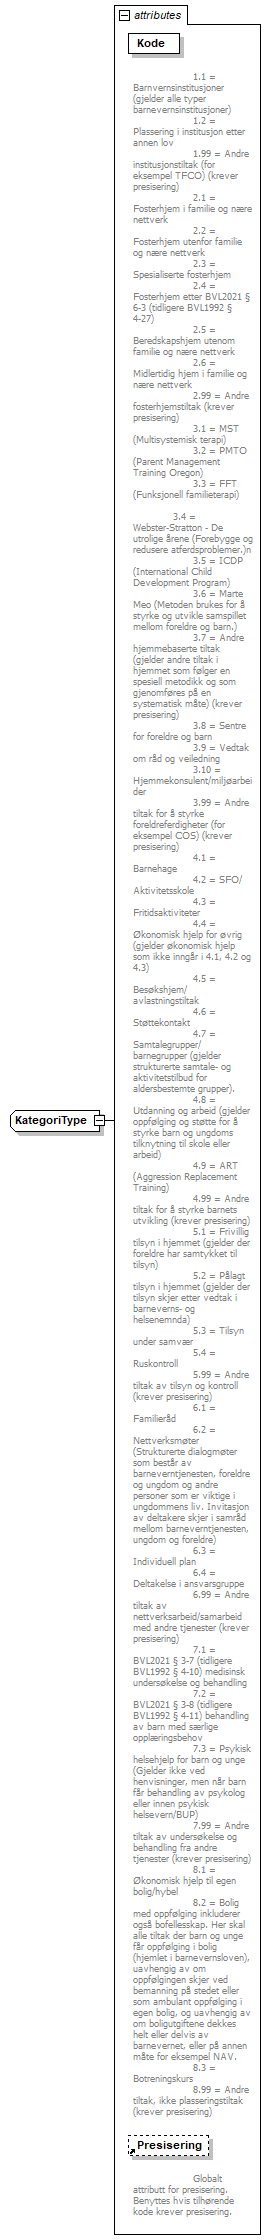 attributes
Kode
1.1 =
Barnvernsinstitusjoner
(gjelder alle typer
barnevernsinstitusjoner)
1.2 =
Plassering i institusjon etter
annen lov
1.99 = Andre
institusjonstiltak (for
eksempel TFCO) (krever
presisering)
2.1 =
Fosterhjem i familie og nære
nettverk
2.2 =
Fosterhjem utenfor familie
og nære nettverk
2.3 =
Spesialiserte fosterhjem
2.4 =
Fosterhjem etter BVL2021 §
6-3 (tidligere BVL1992 §
4-27)
2.5 =
Beredskapshjem utenom
familie og nære nettverk
2.6 =
Midlertidig hjem i familie og
nære nettverk
2.99 = Andre
fosterhjemstiltak (krever
presisering)
3.1 = MST
(Multisystemisk terapi)
3.2 = PMTO
(Parent Management
Training Oregon)
3.3 = FFT
(Funksjonell familieterapi)
3.4 =
Webster-Stratton - De
utrolige årene (Forebygge og
redusere atferdsproblemer.)n
3.5 = ICDP
(International Child
Development Program)
3.6 = Marte
Meo (Metoden brukes for å
styrke og utvikle samspillet
mellom foreldre og barn.)
3.7 = Andre
hjemmebaserte tiltak
(gjelder andre tiltak i
hjemmet som følger en
spesiell metodikk og som
gjenomføres på en
systematisk måte) (krever
presisering)
3.8 = Sentre
for foreldre og barn
3.9 = Vedtak
om råd og veiledning
3.10 =
Hjemmekonsulent/miljøarbei
der
3.99 = Andre
tiltak for å styrke
foreldreferdigheter (for
eksempel COS) (krever
presisering)
4.1 =
Barnehage
4.2 = SFO/
Aktivitetsskole
4.3 =
Fritidsaktiviteter
4.4 =
Økonomisk hjelp for øvrig
(gjelder økonomisk hjelp
som ikke inngår i 4.1, 4.2 og
4.3)
4.5 =
Besøkshjem/
avlastningstiltak
4.6 =
Støttekontakt
4.7 =
Samtalegrupper/
barnegrupper (gjelder
strukturerte samtale- og
aktivitetstilbud for
aldersbestemte grupper).
4.8 =
Utdanning og arbeid (gjelder
oppfølging og støtte for å
styrke barn og ungdoms
tilknytning til skole eller
arbeid)
4.9 = ART
(Aggression Replacement
Training)
4.99 = Andre
tiltak for å styrke barnets
utvikling (krever presisering)
5.1 = Frivillig
tilsyn i hjemmet (gjelder der
foreldre har samtykket til
tilsyn)
5.2 = Pålagt
tilsyn i hjemmet (gjelder der
tilsyn skjer etter vedtak i
barneverns- og
helsenemnda)
5.3 = Tilsyn
under samvær
5.4 =
Ruskontroll
5.99 = Andre
tiltak av tilsyn og kontroll
(krever presisering)
6.1 =
Familieråd
6.2 =
Nettverksmøter
(Strukturerte dialogmøter
som består av
barneverntjenesten, foreldre
og ungdom og andre
personer som er viktige i
ungdommens liv. Invitasjon
av deltakere skjer i samråd
mellom barneverntjenesten,
ungdom og foreldre)
6.3 =
Individuell plan
6.4 =
Deltakelse i ansvarsgruppe
6.99 = Andre
tiltak av
nettverksarbeid/samarbeid
med andre tjenester (krever
presisering)
7.1 =
BVL2021 § 3-7 (tidligere
BVL1992 § 4-10) medisinsk
undersøkelse og behandling
7.2 =
BVL2021 § 3-8 (tidligere
BVL1992 § 4-11) behandling
av barn med særlige
opplæringsbehov
7.3 = Psykisk
helsehjelp for barn og unge
(Gjelder ikke ved
henvisninger, men når barn
får behandling av psykolog
eller innen psykisk
helsevern/BUP)
7.99 = Andre
tiltak av undersøkelse og
behandling fra andre
tjenester (krever presisering)
8.1 =
Økonomisk hjelp til egen
bolig/hybel
8.2 = Bolig
med oppfølging inkluderer
også bofellesskap. Her skal
alle tiltak der barn og unge
får oppfølging i bolig
(hjemlet i barnevernsloven),
uavhengig av om
oppfølgingen skjer ved
bemanning på stedet eller
som ambulant oppfølging i
egen bolig, og uavhengig av
om boligutgiftene dekkes
helt eller delvis av
barnevernet, eller på annen
måte for eksempel NAV.
8.3 =
Botreningskurs
8.99 = Andre
tiltak, ikke plasseringstiltak
(krever presisering)
KategoriType
Presisering
Globalt
attributt for presisering.
Benyttes hvis tilhørende
kode krever presisering.